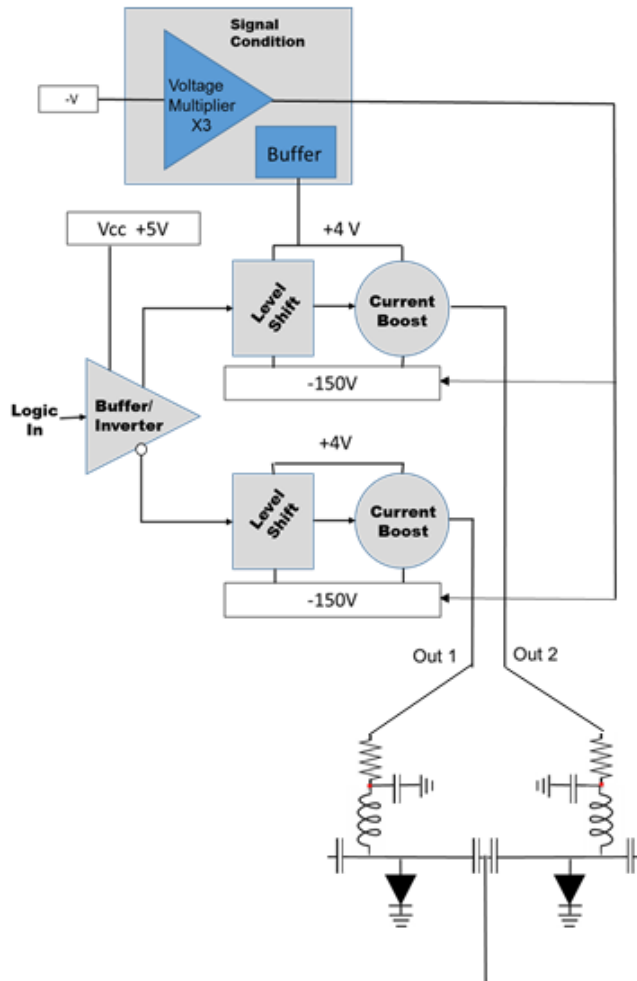 Signal
Condition
Voltage
Multiplier
X3
-V
Buffer
Vcc +5V
+4 V
Level
Shift
Current
Boost
-150V
Logic
In
Buffer/
Inverter
+4V
Level
Shift
Current
Boost
-150V
Out 1
Out 2